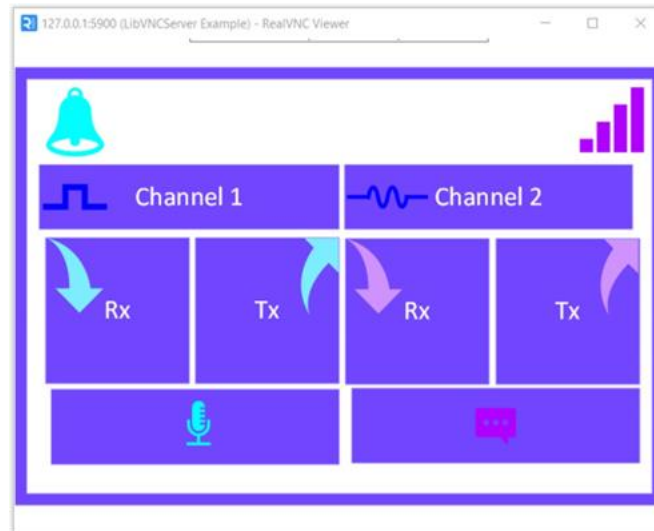 127.0.0.1:5900 (LibVNCServer Example) - RealVNC Viewer
Channel 1
Channel 2
Rx
Tx
Rx
Tx